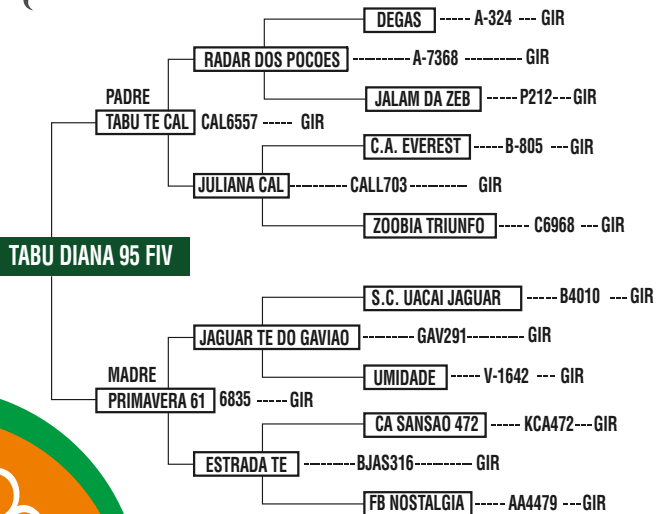 DEGAS ----- A-324 --- GIR
RADAR DOS POCOES ----------- A-7368 ----------- GIR
PADRE
JALAM DA ZEB ----- P212---GIR
TABU TE CAL CAL6557 ----- GIR
C.A. EVEREST -----B-805 ---GIR
JULIANA CAL ----------- CALL703 ----------- GIR
ZOOBIA TRIUNFO ----- C6968 --- GIR
TABU DIANA 95 FIV
S.C. UACAI JAGUAR -----B4010 --- GIR
JAGUAR TE DO GAVIAO ---------- GAV291----------- GIR
MADRE
UMIDADE ----- V-1642 --- GIR
PRIMAVERA 61 6835 ----- GIR
CA SANSAO 472 ----- KCA472---GIR
ESTRADA TE ----------BJAS316----------- GIR
FB NOSTALGIA ----- AA4479 ---GIR